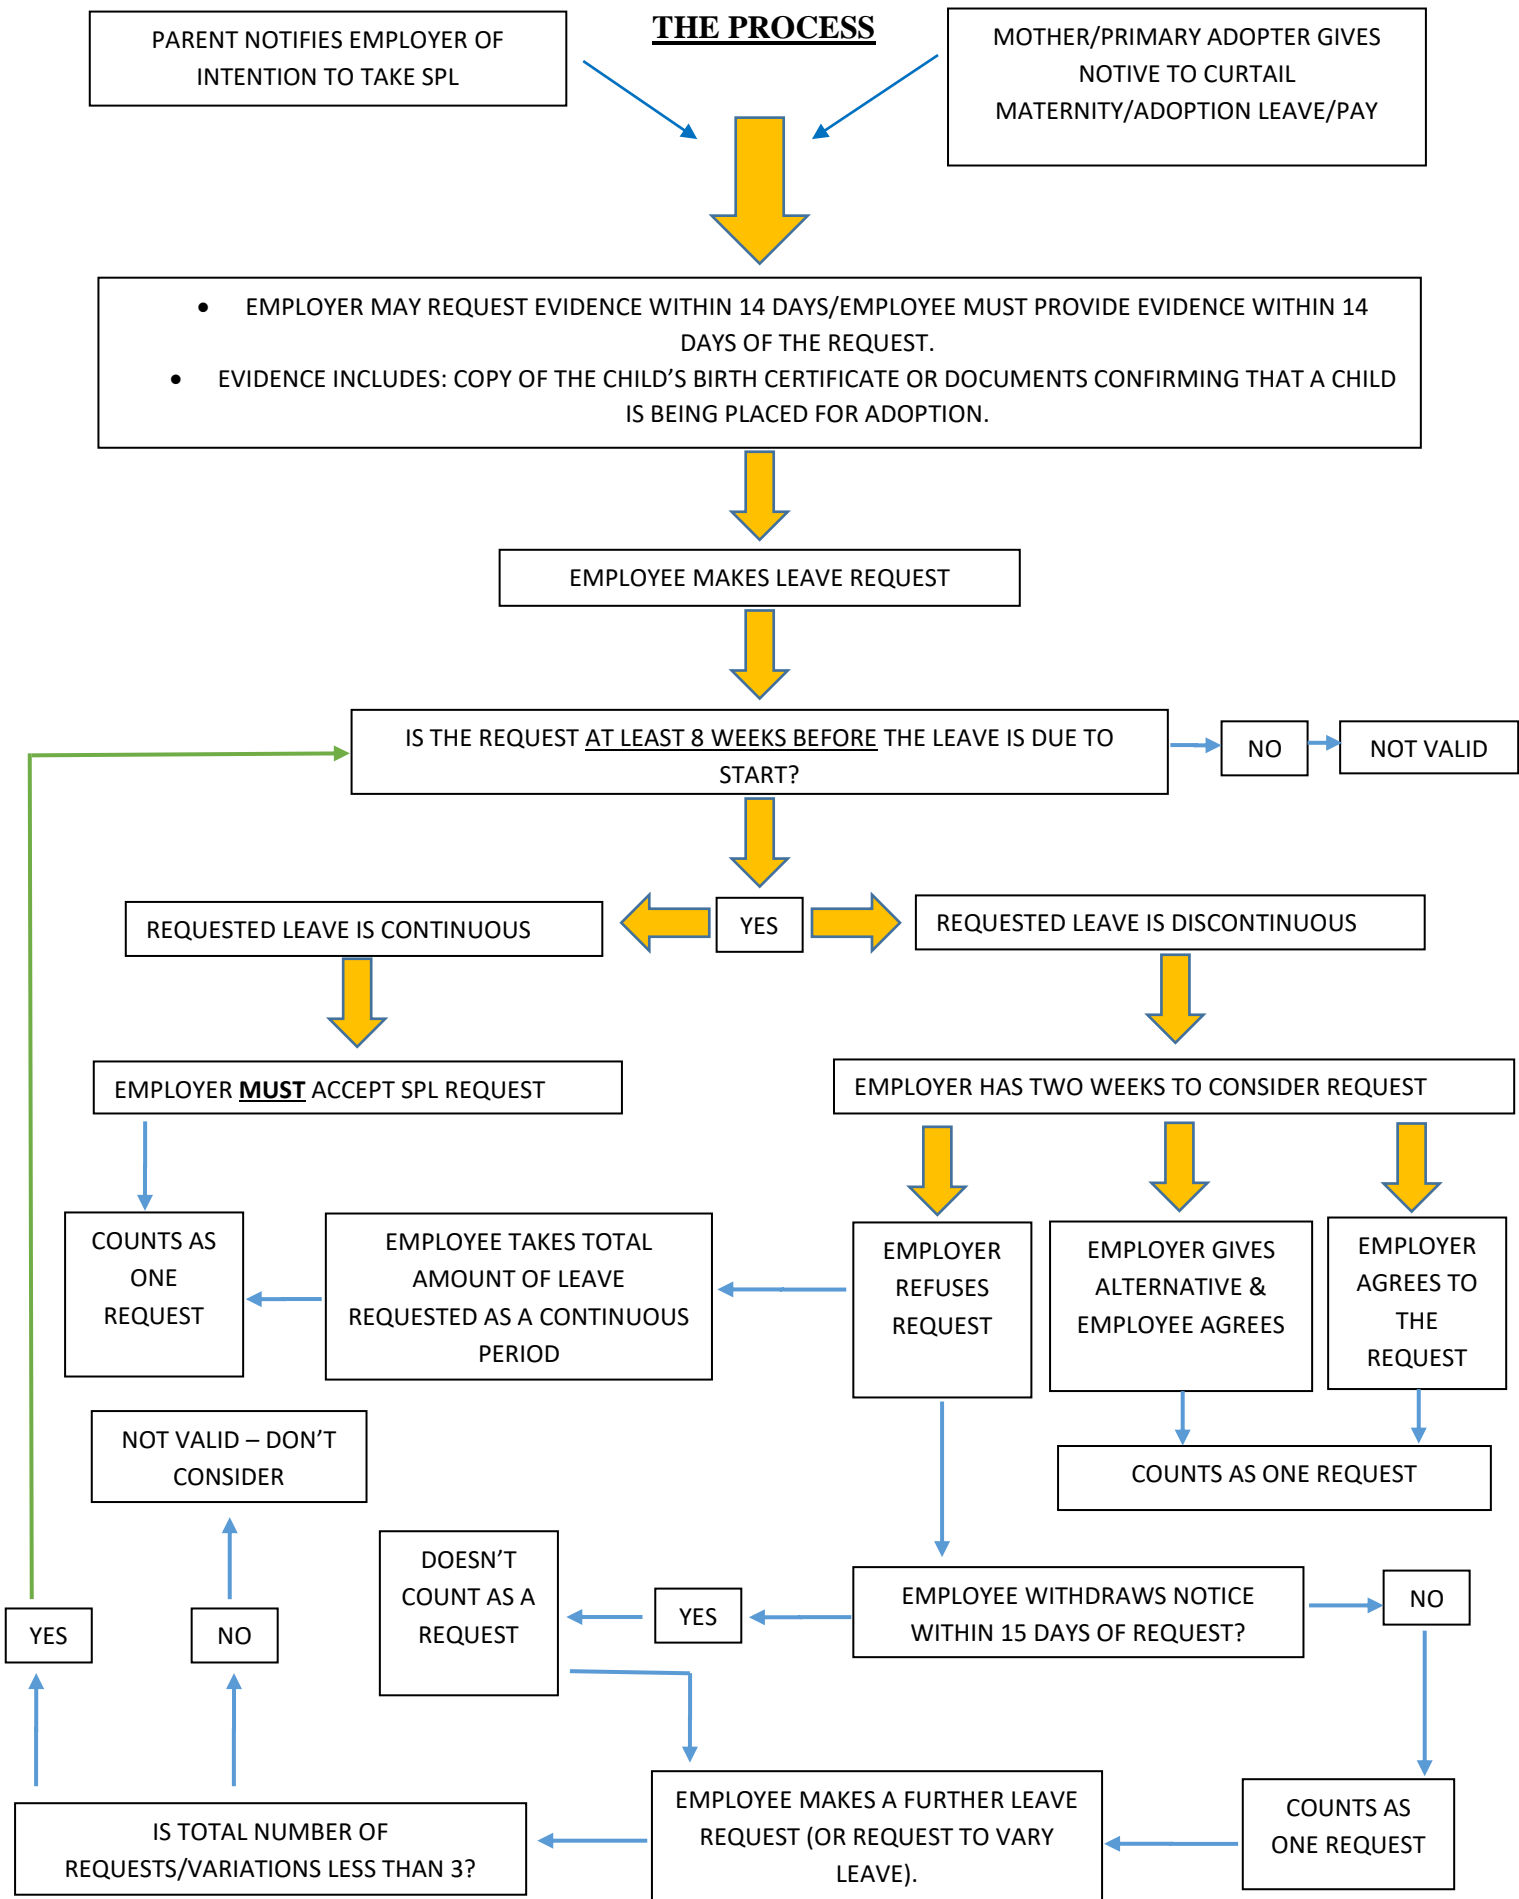 THE PROCESS
PARENT NOTIFIES EMPLOYER OF
INTENTION TO TAKE SPL
MOTHER/PRIMARY ADOPTER GIVES
NOTIVE TO CURTAIL
MATERNITY/ADOPTION LEAVE/PAY
• EMPLOYER MAY REQUEST EVIDENCE WITHIN 14 DAYS/EMPLOYEE MUST PROVIDE EVIDENCE WITHIN 14
DAYS OF THE REQUEST.
• EVIDENCE INCLUDES: COPY OF THE CHILD’S BIRTH CERTIFICATE OR DOCUMENTS CONFIRMING THAT A CHILD
IS BEING PLACED FOR ADOPTION.
EMPLOYEE MAKES LEAVE REQUEST
IS THE REQUEST AT LEAST 8 WEEKS BEFORE THE LEAVE IS DUE TO
START?
NO
NOT VALID
YES
REQUESTED LEAVE IS CONTINUOUS
REQUESTED LEAVE IS DISCONTINUOUS
EMPLOYER MUST ACCEPT SPL REQUEST
EMPLOYER HAS TWO WEEKS TO CONSIDER REQUEST
COUNTS AS
ONE
REQUEST
EMPLOYEE TAKES TOTAL
AMOUNT OF LEAVE
REQUESTED AS A CONTINUOUS
PERIOD
EMPLOYER
REFUSES
REQUEST
EMPLOYER GIVES
ALTERNATIVE &
EMPLOYEE AGREES
EMPLOYER
AGREES TO
THE
REQUEST
COUNTS AS ONE REQUEST
NOT VALID – DON’T
CONSIDER
DOESN’T
COUNT AS A
REQUEST
YES
EMPLOYEE WITHDRAWS NOTICE
WITHIN 15 DAYS OF REQUEST?
NO
YES
NO
IS TOTAL NUMBER OF
REQUESTS/VARIATIONS LESS THAN 3?
EMPLOYEE MAKES A FURTHER LEAVE
REQUEST (OR REQUEST TO VARY
LEAVE).
COUNTS AS
ONE REQUEST